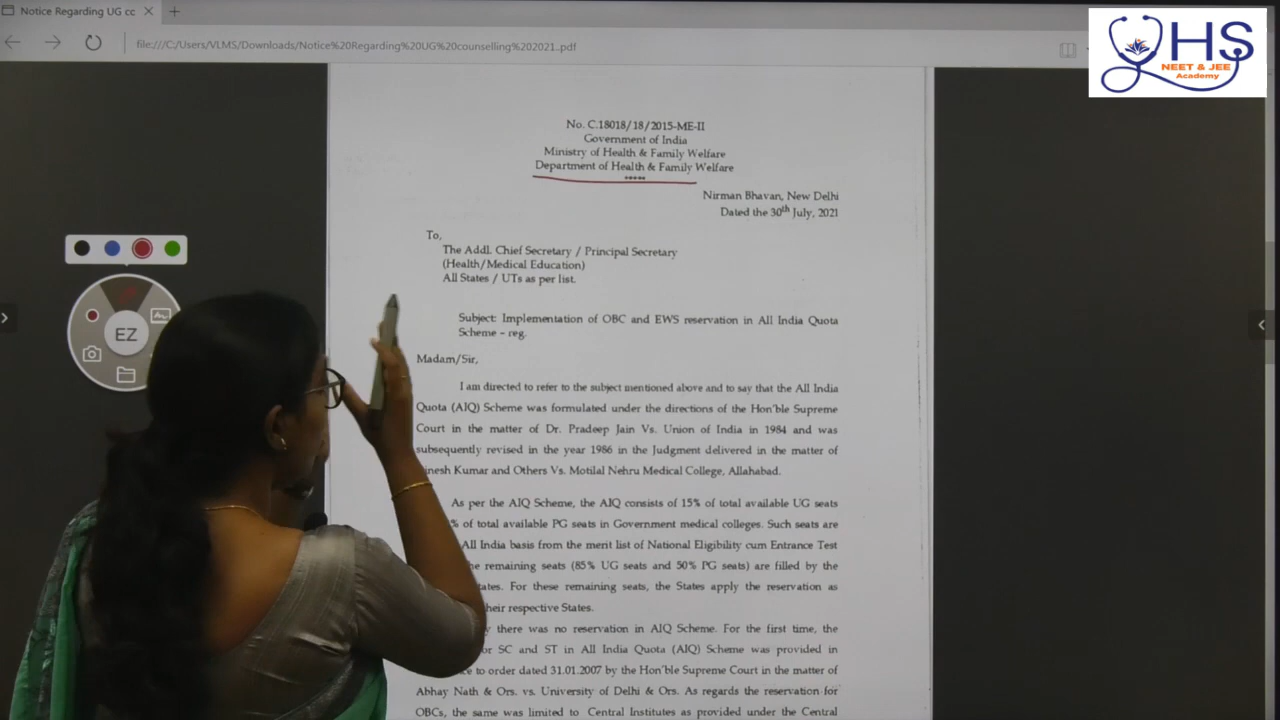 Notice Regarding UG cc
file:///C:/Users/VLMS/Downloads/Notice%20Regarding%20UG%20counselling%202021..pdf
HS
NEET & JEE
Academy
No. C.18018/18/2015-ME-II
Government of India
Ministry of Health & Family Welfare
Department of Health & Family Welfare
*****
Nirman Bhavan, New Delhi
Dated the 30th July, 2021
To,
The Addl. Chief Secretary / Principal Secretary
(Health/Medical Education)
All States / UTs as per list.
Subject: Implementation of OBC and EWS reservation in All India Quota
Scheme – reg.
Madam/Sir,
I am directed to refer to the subject mentioned above and to say that the All India
Quota (AIQ) Scheme was formulated under the directions of the Hon'ble Supreme
Court in the matter of Dr. Pradeep Jain Vs. Union of India in 1984 and was
subsequently revised in the year 1986 in the Judgment delivered in the matter of
inesh Kumar and Others Vs. Motilal Nehru Medical College, Allahabad.
As per the AIQ Scheme, the AIQ consists of 15% of total available UG seats
% of total available PG seats in Government medical colleges. Such seats are
All India basis from the merit list of National Eligibility cum Entrance Test
remaining seats (85% UG seats and 50% PG seats) are filled by the
tates. For these remaining seats, the States apply the reservation as
heir respective States.
there was no reservation in AIQ Scheme. For the first time, the
or SC and ST in All India Quota (AIQ) Scheme was provided in
to order dated 31.01.2007 by the Hon'ble Supreme Court in the matter of
Abhay Nath & Ors. vs. University of Delhi & Ors. As regards the reservation for
OBCs, the same was limited to Central Institutes as provided under the Central
EZ